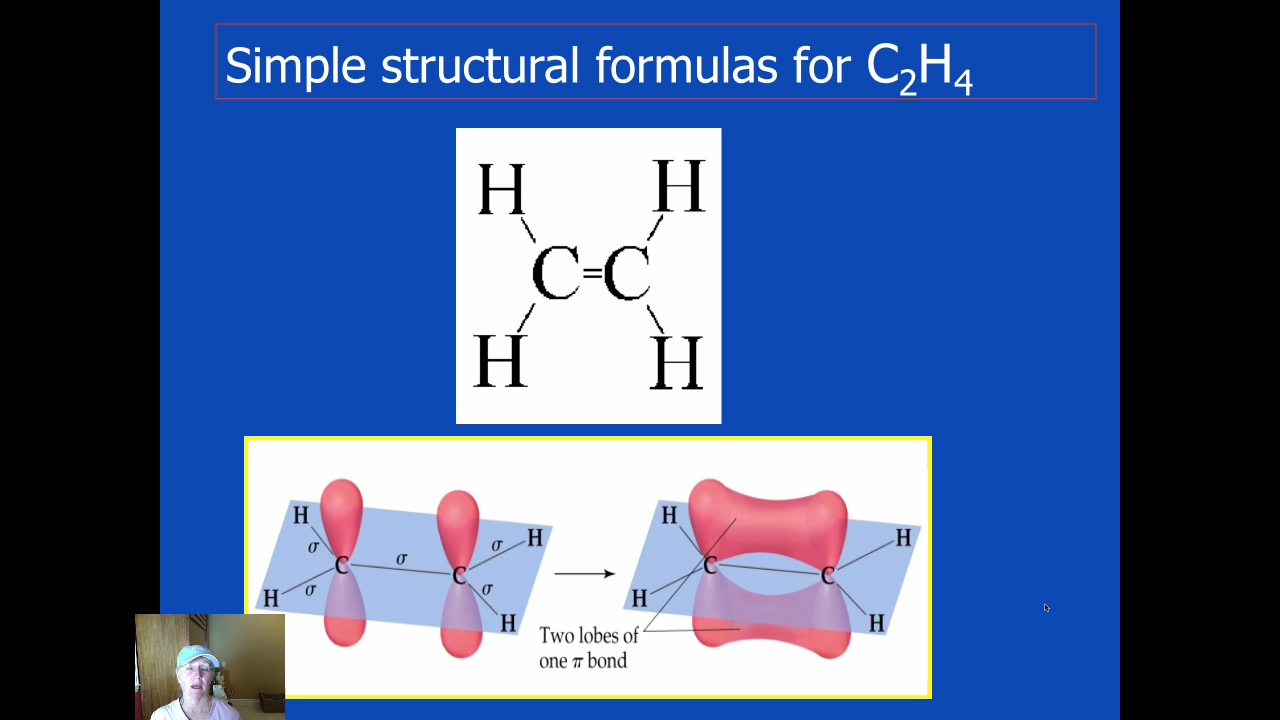 Simple structural formulas for C₂H₄
H H
C=C
H H
H σ C σ C σ H
H σ σ H
H C C H
H H
Two lobes of
one π bond